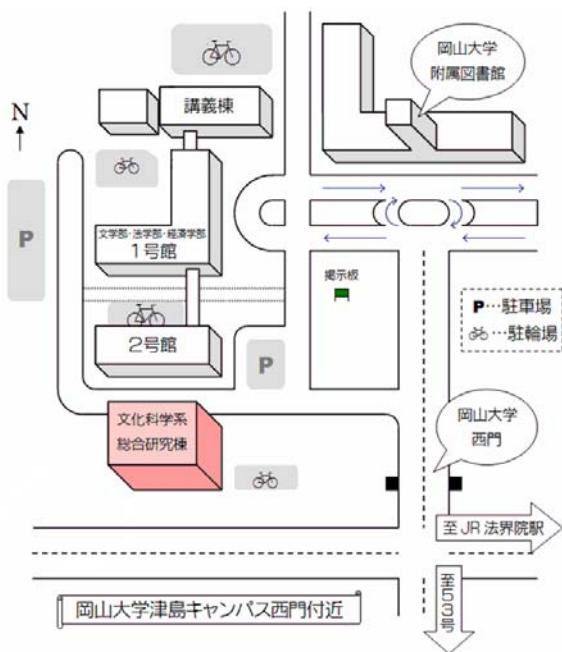 岡山大学
附属図書館
講義棟
N
P
文学部・法学部・経済学部
1号館
掲示板
P…駐車場
…駐輪場
2号館
P
文化科学系
総合研究棟
岡山大学
西門
至JR法界院駅
至53号
岡山大学津島キャンパス西門付近